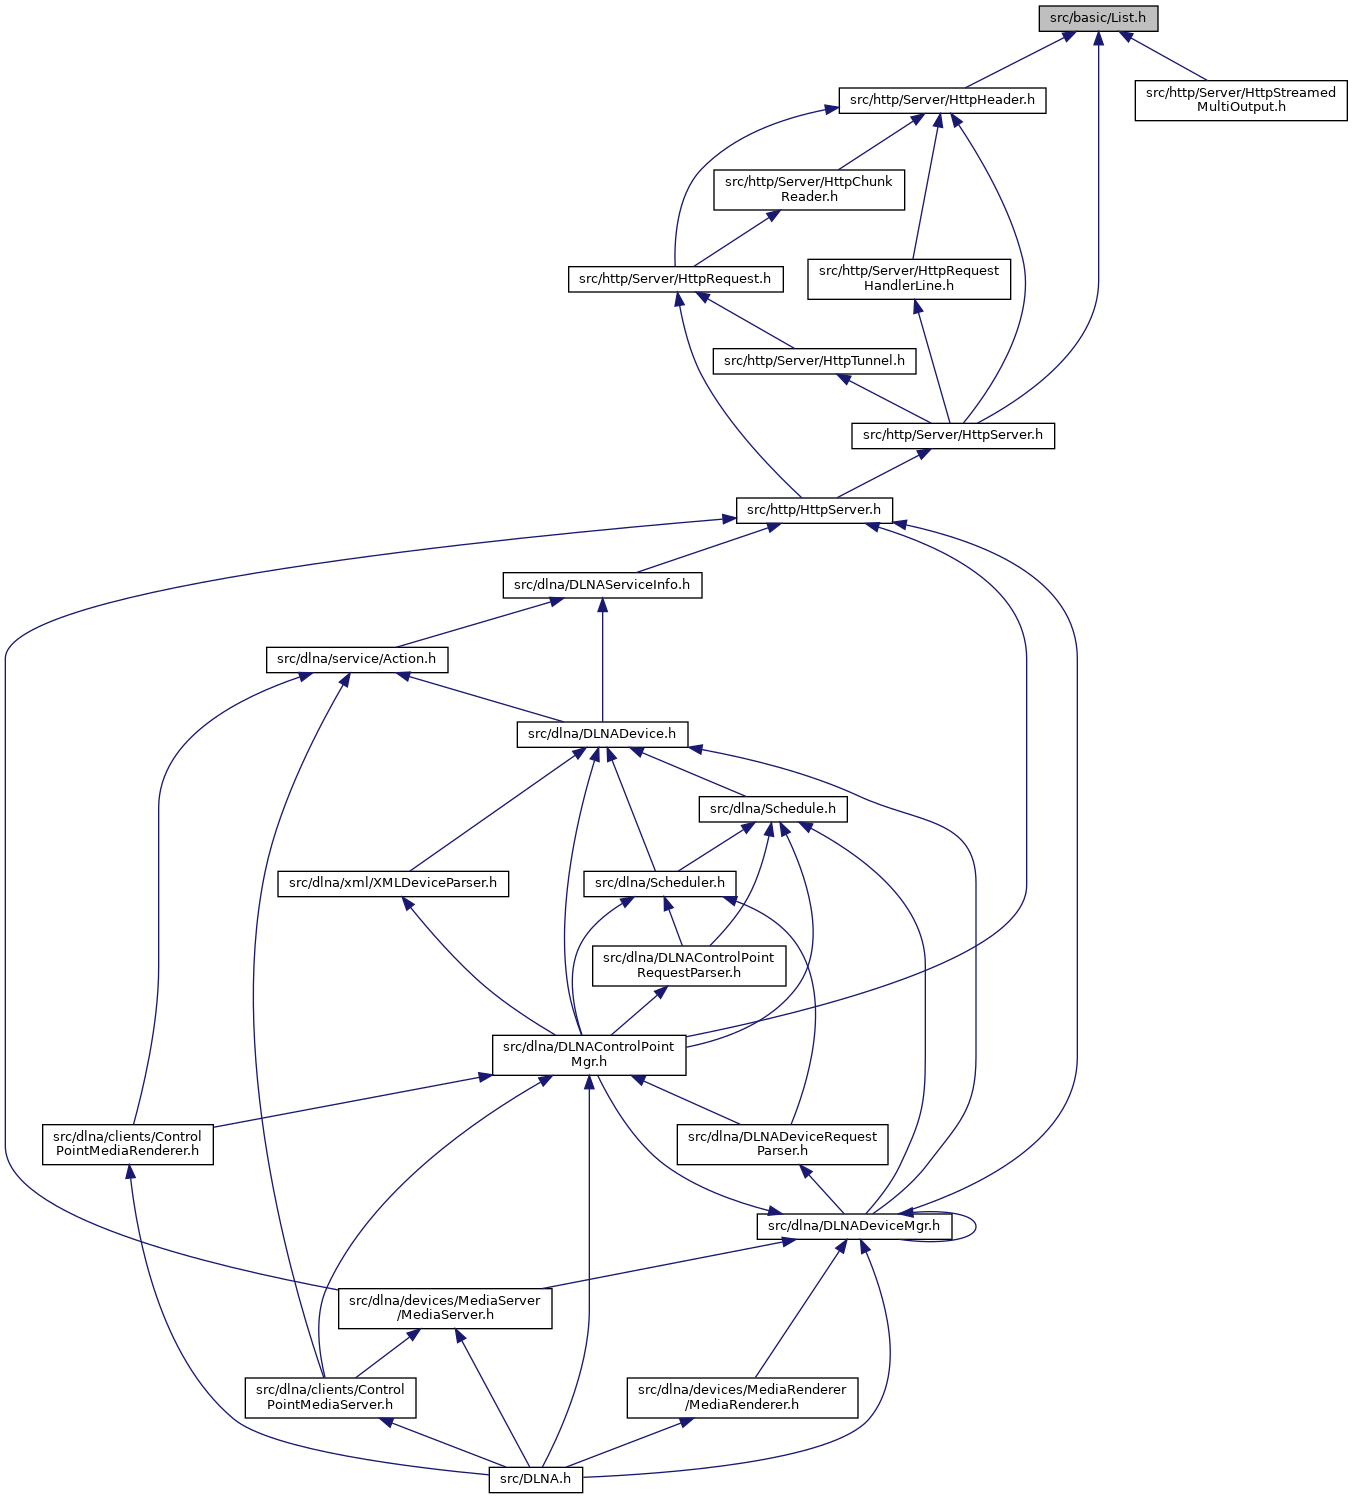 src/basic/List.h
src/http/Server/HttpStreamed
MultiOutput.h
src/http/Server/HttpHeader.h
src/http/Server/HttpChunk
Reader.h
src/http/Server/HttpRequest.h
src/http/Server/HttpRequest
HandlerLine.h
src/http/Server/HttpTunnel.h
src/http/Server/HttpServer.h
src/http/HttpServer.h
src/dlna/DLNAServiceInfo.h
src/dlna/service/Action.h
src/dlna/DLNADevice.h
src/dlna/Schedule.h
src/dlna/xml/XMLDeviceParser.h
src/dlna/Scheduler.h
src/dlna/DLNAControlPoint
RequestParser.h
src/dlna/DLNAControlPoint
Mgr.h
src/dlna/clients/Control
PointMediaRenderer.h
src/dlna/DLNADeviceRequest
Parser.h
src/dlna/DLNADeviceMgr.h
src/dlna/devices/MediaServer
/MediaServer.h
src/dlna/clients/Control
PointMediaServer.h
src/dlna/devices/MediaRenderer
/MediaRenderer.h
src/DLNA.h